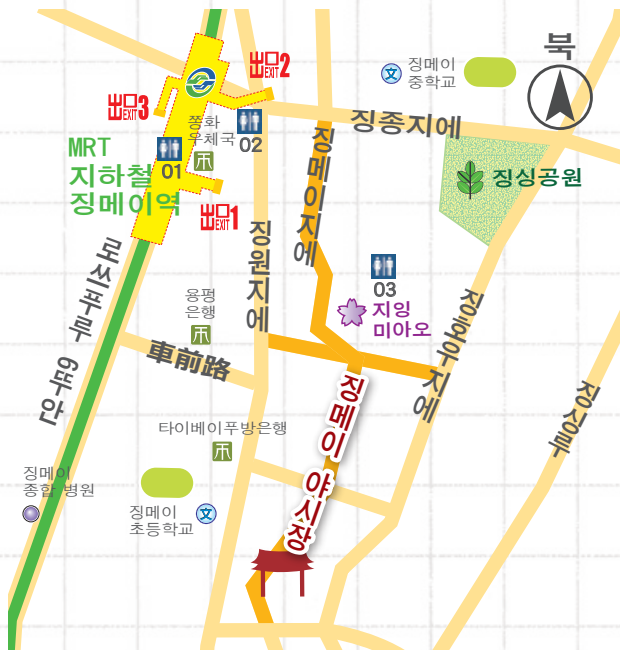 북
징메이
중학교
文
出口 EXIT 2
出口 EXIT 3
쭝화
우체국
02
징종지에
MRT
지하철
징메이역
01
징메이지에
징싱공원
出口 EXIT 1
징원지에
03
지잉
미아오
로쓰푸루 6뚜안
용평
은행
징호우지에
車前路
징메이 야시장
징싱루
타이베이푸방은행
징메이
종합 병원
징메이
초등학교
文